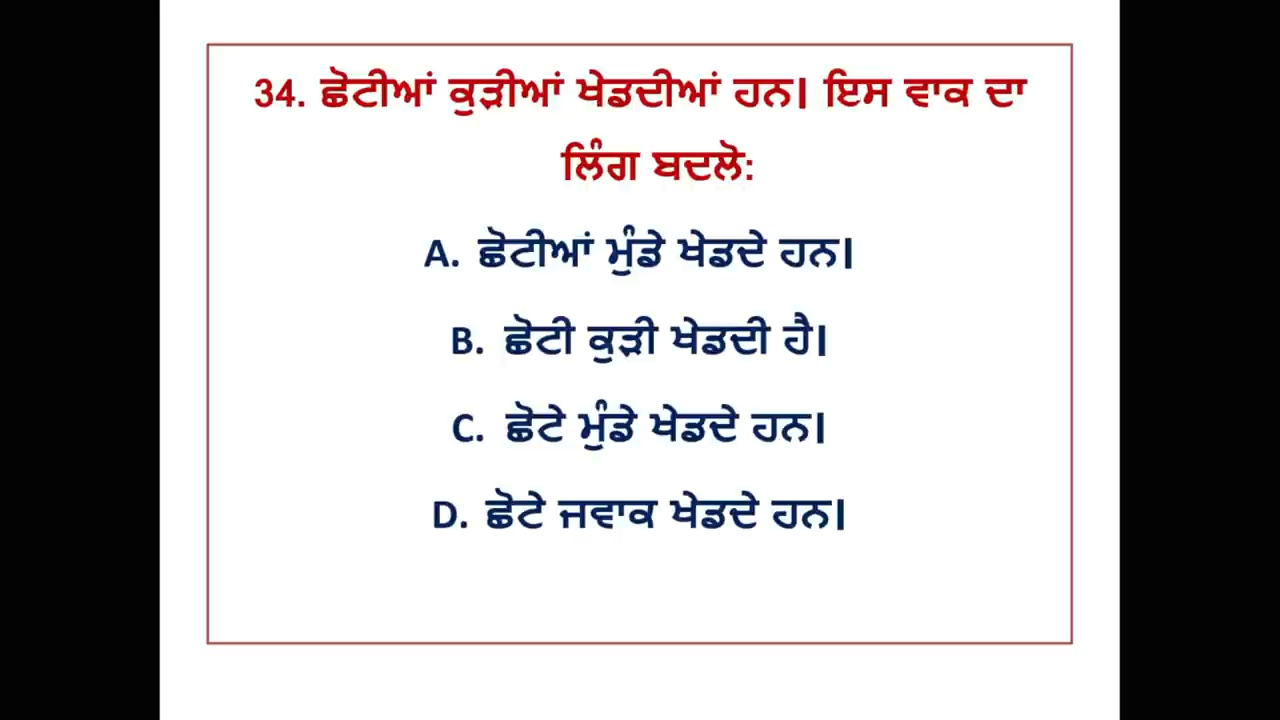 34. ਛੋਟੀਆਂ ਕੁੜੀਆਂ ਖੇਡਦੀਆਂ ਹਨ। ਇਸ ਵਾਕ ਦਾ
ਲਿੰਗ ਬਦਲੋ:
A. ਛੋਟੀਆਂ ਮੁੰਡੇ ਖੇਡਦੇ ਹਨ।
B. ਛੋਟੀ ਕੁੜੀ ਖੇਡਦੀ ਹੈ।
C. ਛੋਟੇ ਮੁੰਡੇ ਖੇਡਦੇ ਹਨ।
D. ਛੋਟੇ ਜਵਾਕ ਖੇਡਦੇ ਹਨ।